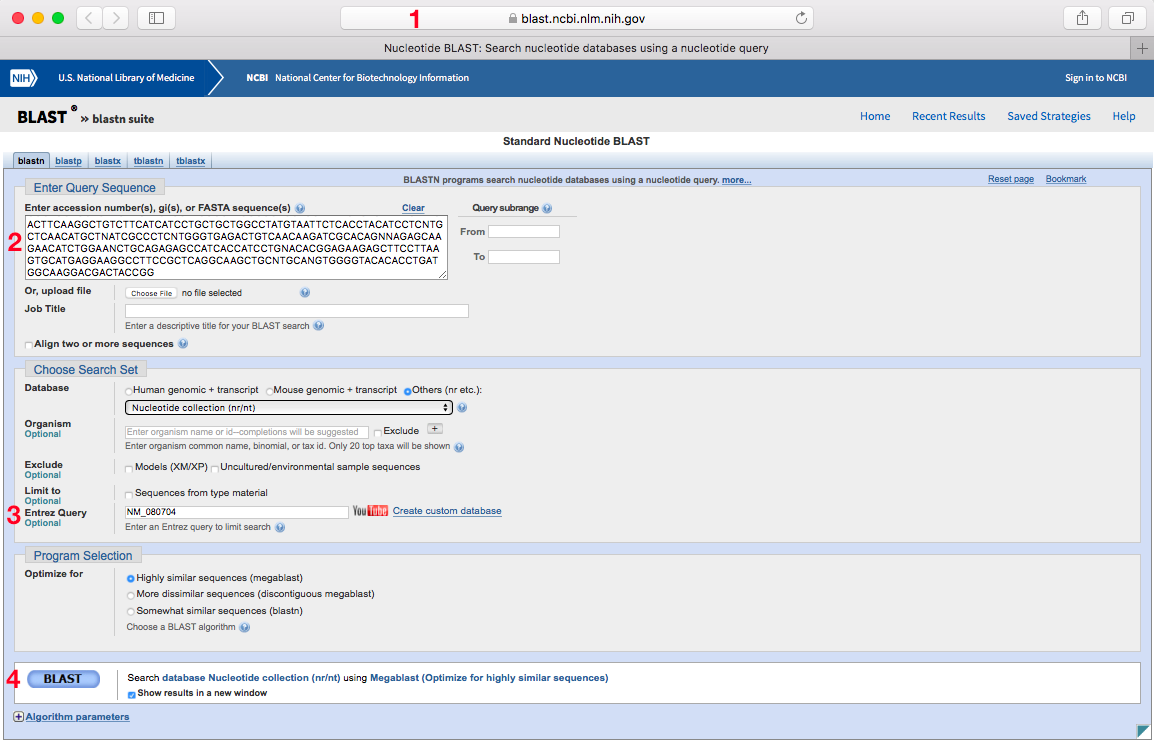 1
blast.ncbi.nlm.nih.gov
Nucleotide BLAST: Search nucleotide databases using a nucleotide query
NIH U.S. National Library of Medicine NCBI National Center for Biotechnology Information Sign in to NCBI
BLAST ® » blastn suite Home Recent Results Saved Strategies Help
Standard Nucleotide BLAST
blastn blastp blastx tblastn tblastx
BLASTN programs search nucleotide databases using a nucleotide query. more... Reset page Bookmark
Enter Query Sequence
Enter accession number(s), gi(s), or FASTA sequence(s) Clear Query subrange
2
ACTTCAAGGCTGTCTTCATCATCCTGCTGCTGGCCTATGTAATTCTCACCTACATCCTCNTG
CTCAACATGCTNATCGCCCTCNTGGGTGAGACTGTCAACAAGATCGCACAGNNAGAGCAA
GAACATCTGGAANCTGCAGAGAGCCATCACCATCCTGNACACGGAGAAGAGCTTCCTTAA
GTGCATGAGGAAGGCCTTCCGCTCAGGCAAGCTGCNTGCANGTGGGGTACACACCTGAT
GGCAAGGACGACTACCGG
From
To
Or, upload file Choose File no file selected
Job Title
Enter a descriptive title for your BLAST search
Align two or more sequences
Choose Search Set
Database Human genomic + transcript Mouse genomic + transcript Others (nr etc.):
Nucleotide collection (nr/nt)
Organism
Optional
Enter organism name or id--completions will be suggested Exclude +
Enter organism common name, binomial, or tax id. Only 20 top taxa will be shown
Exclude
Optional
Models (XM/XP) Uncultured/environmental sample sequences
Limit to
Optional
Sequences from type material
3 Entrez Query
Optional
NM_080704 YouTube Create custom database
Enter an Entrez query to limit search
Program Selection
Optimize for
Highly similar sequences (megablast)
More dissimilar sequences (discontiguous megablast)
Somewhat similar sequences (blastn)
Choose a BLAST algorithm
4 BLAST Search database Nucleotide collection (nr/nt) using Megablast (Optimize for highly similar sequences)
Show results in a new window
Algorithm parameters